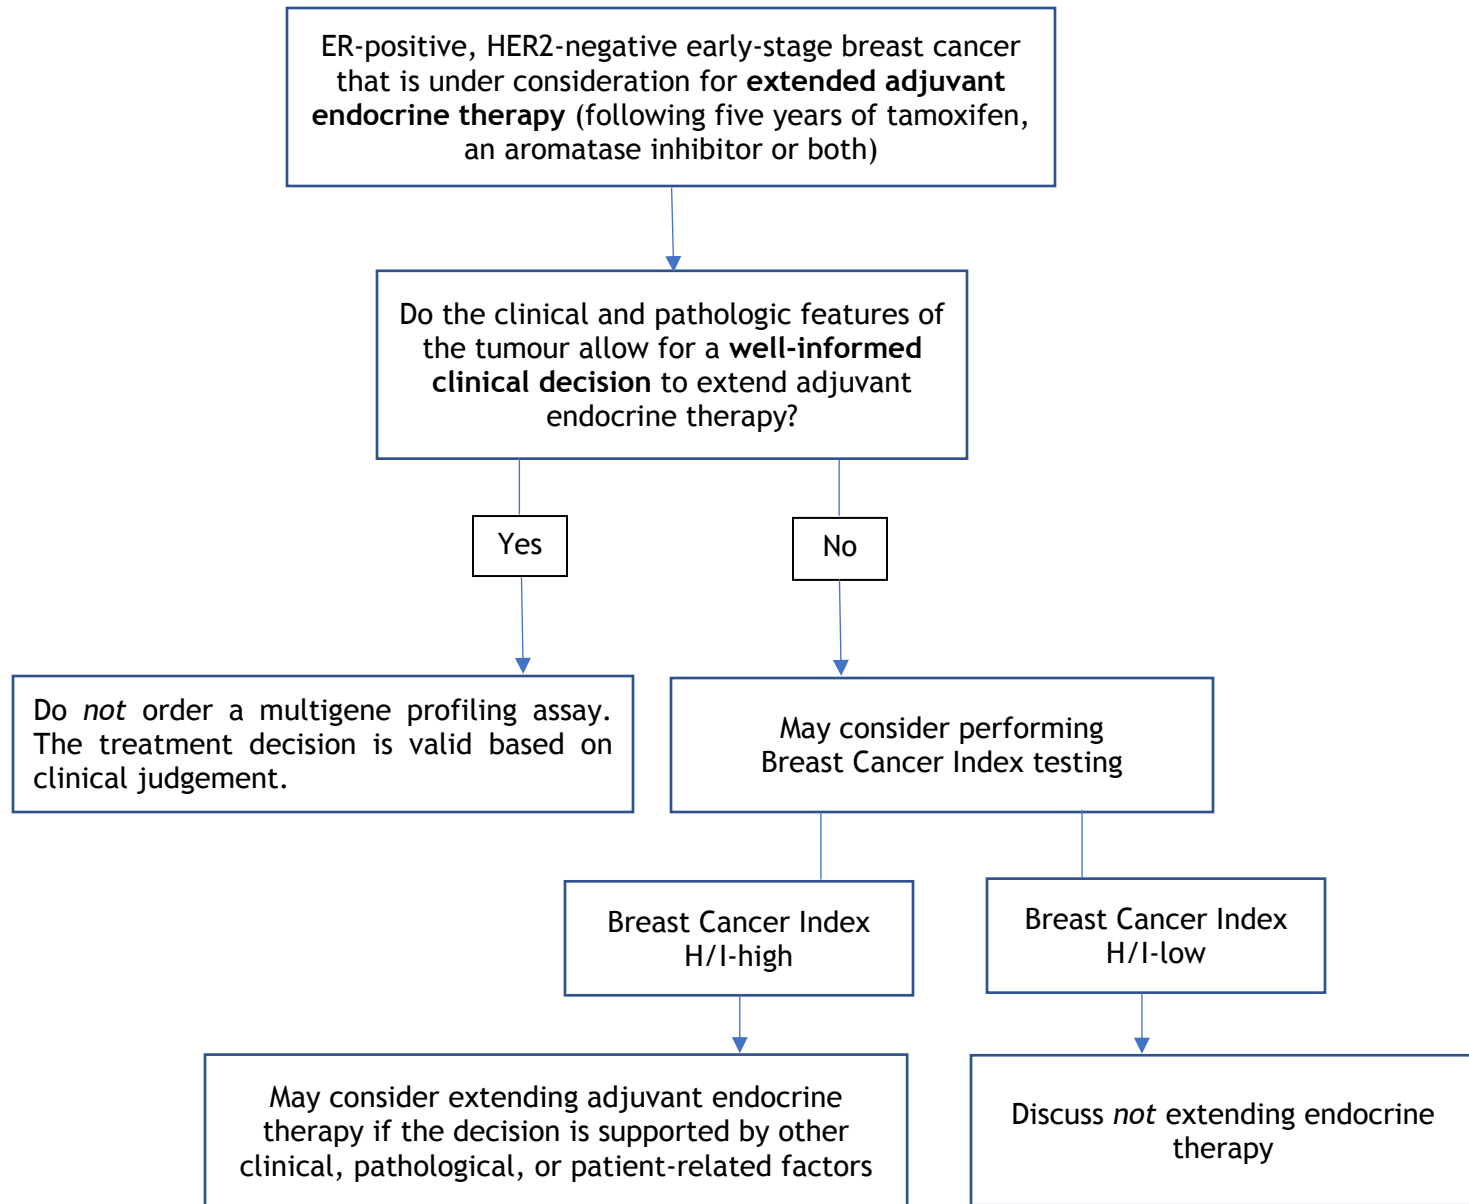 ER-positive, HER2-negative early-stage breast cancer
that is under consideration for extended adjuvant
endocrine therapy (following five years of tamoxifen,
an aromatase inhibitor or both)
Do the clinical and pathologic features of
the tumour allow for a well-informed
clinical decision to extend adjuvant
endocrine therapy?
Yes
No
Do not order a multigene profiling assay.
The treatment decision is valid based on
clinical judgement.
May consider performing
Breast Cancer Index testing
Breast Cancer Index
H/I-high
Breast Cancer Index
H/I-low
May consider extending adjuvant endocrine
therapy if the decision is supported by other
clinical, pathological, or patient-related factors
Discuss not extending endocrine
therapy